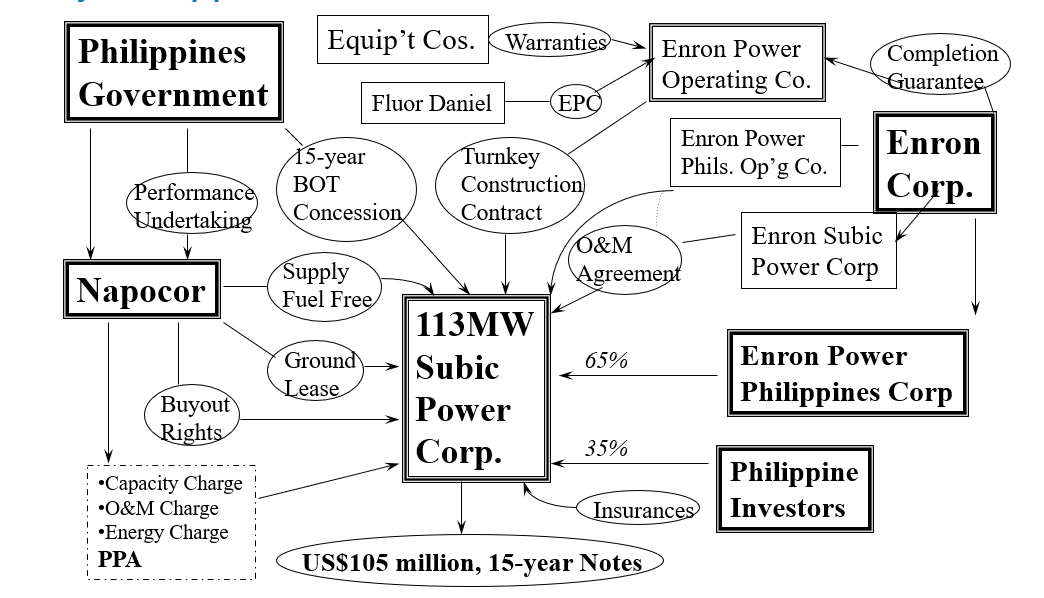 Equip’t Cos.
Warranties
Philippines
Government
Enron Power
Operating Co.
Completion
Guarantee
Fluor Daniel
EPC
Enron Power
Phils. Op’g Co.
Enron
Corp.
15-year
BOT
Concession
Turnkey
Construction
Contract
Performance
Undertaking
Enron Subic
Power Corp
O&M
Agreement
Napocor
Supply
Fuel Free
113MW
Subic
Power
Corp.
Ground
Lease
65%
Enron Power
Philippines Corp
Buyout
Rights
35%
Philippine
Investors
•Capacity Charge
•O&M Charge
•Energy Charge
PPA
Insurances
US$105 million, 15-year Notes